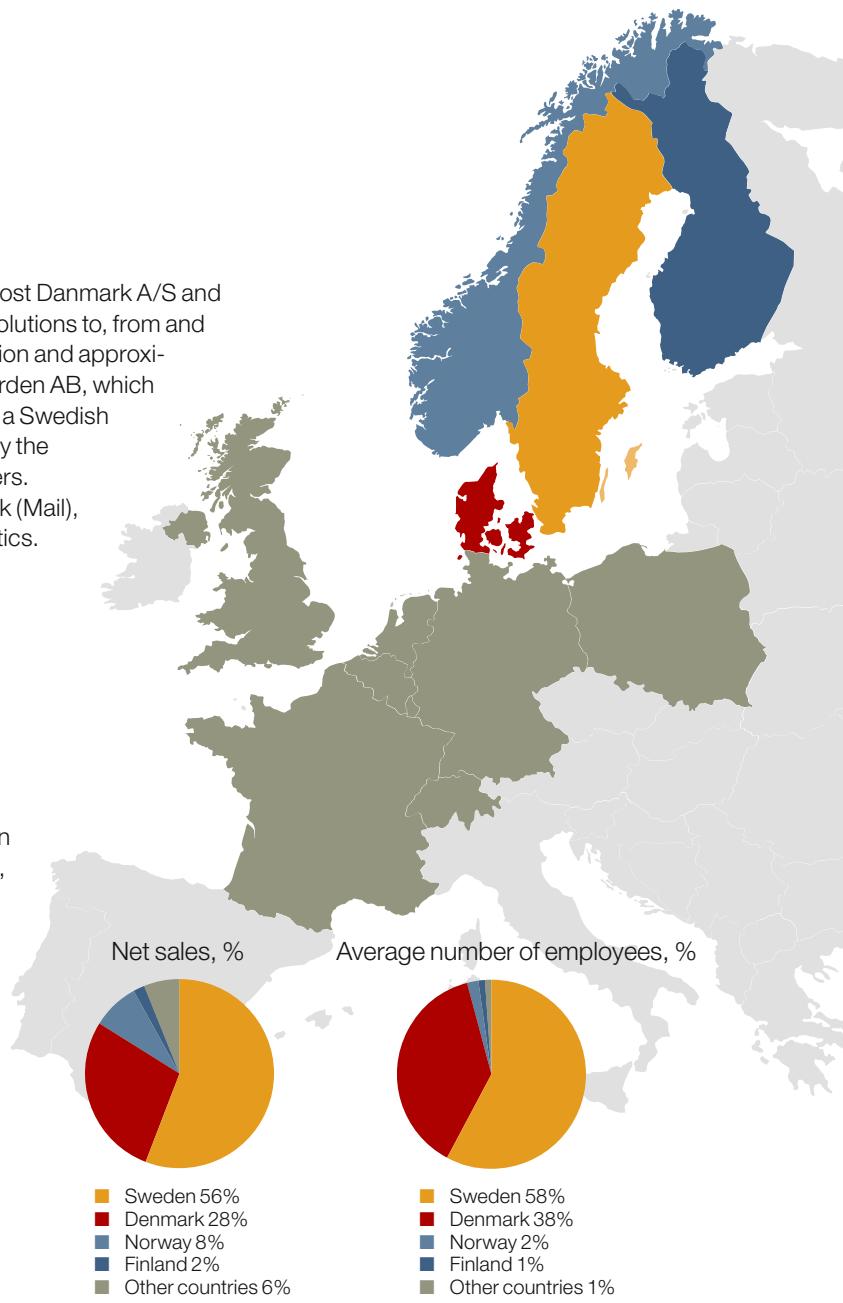 ost Danmark A/S and
olutions to, from and
ion and approxi-
rden AB, which
a Swedish
y the
ers.
k (Mail),
tics.
n
,
Net sales, %
Sweden 56%
Denmark 28%
Norway 8%
Finland 2%
Other countries 6%
Average number of employees, %
Sweden 58%
Denmark 38%
Norway 2%
Finland 1%
Other countries 1%